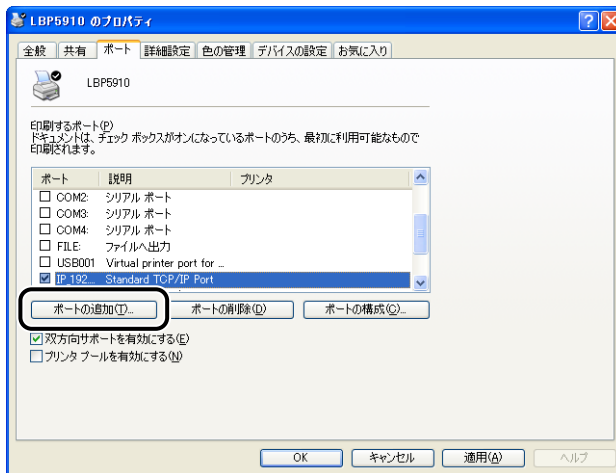 LBP5910 のプロパティ
全般 共有 ポート 詳細設定 色の管理 デバイスの設定 お気に入り
LBP5910
印刷するポート(P)
ドキュメントは、チェック ボックスがオンになっているポートのうち、最初に利用可能なもので
印刷されます。
ポート 説明 プリンタ
COM2: シリアル ポート
COM3: シリアル ポート
COM4: シリアル ポート
FILE: ファイルへ出力
USB001 Virtual printer port for ...
IP_192... Standard TCP/IP Port
ポートの追加(T)... ポートの削除(D) ポートの構成(C)...
双方向サポートを有効にする(E)
プリンタ プールを有効にする(N)
OK キャンセル 適用(A) ヘルプ